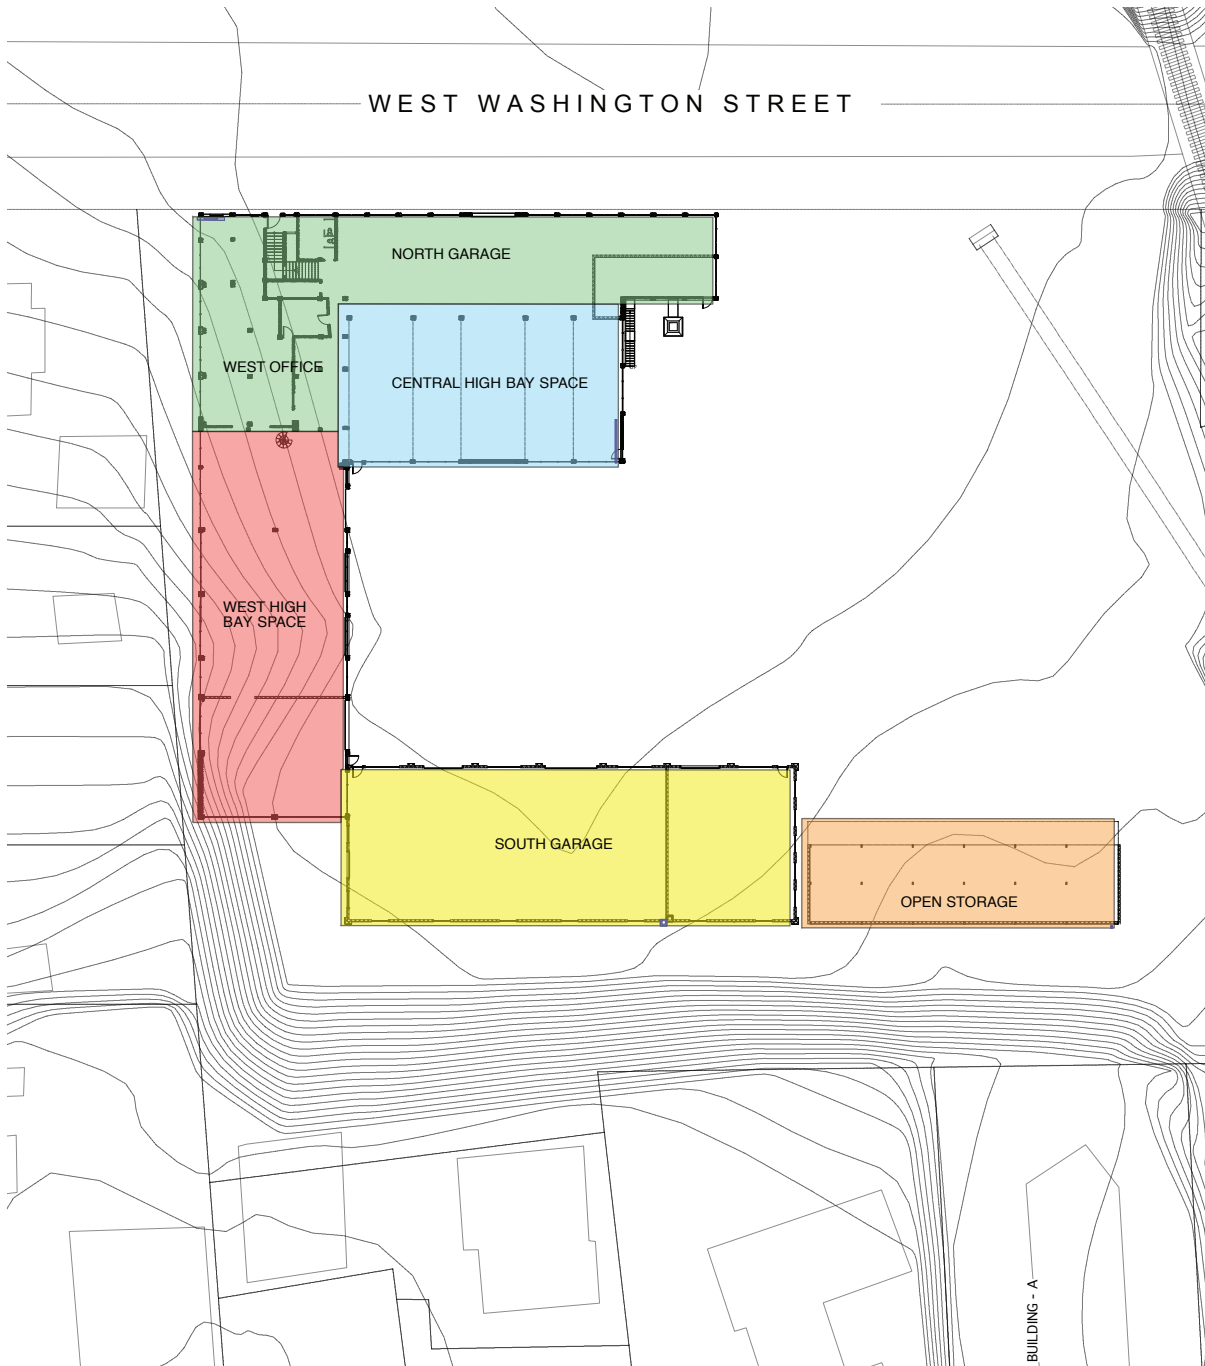 WEST WASHINGTON STREET
NORTH GARAGE
WEST OFFICE
CENTRAL HIGH BAY SPACE
WEST HIGH
BAY SPACE
SOUTH GARAGE
OPEN STORAGE
BUILDING - A